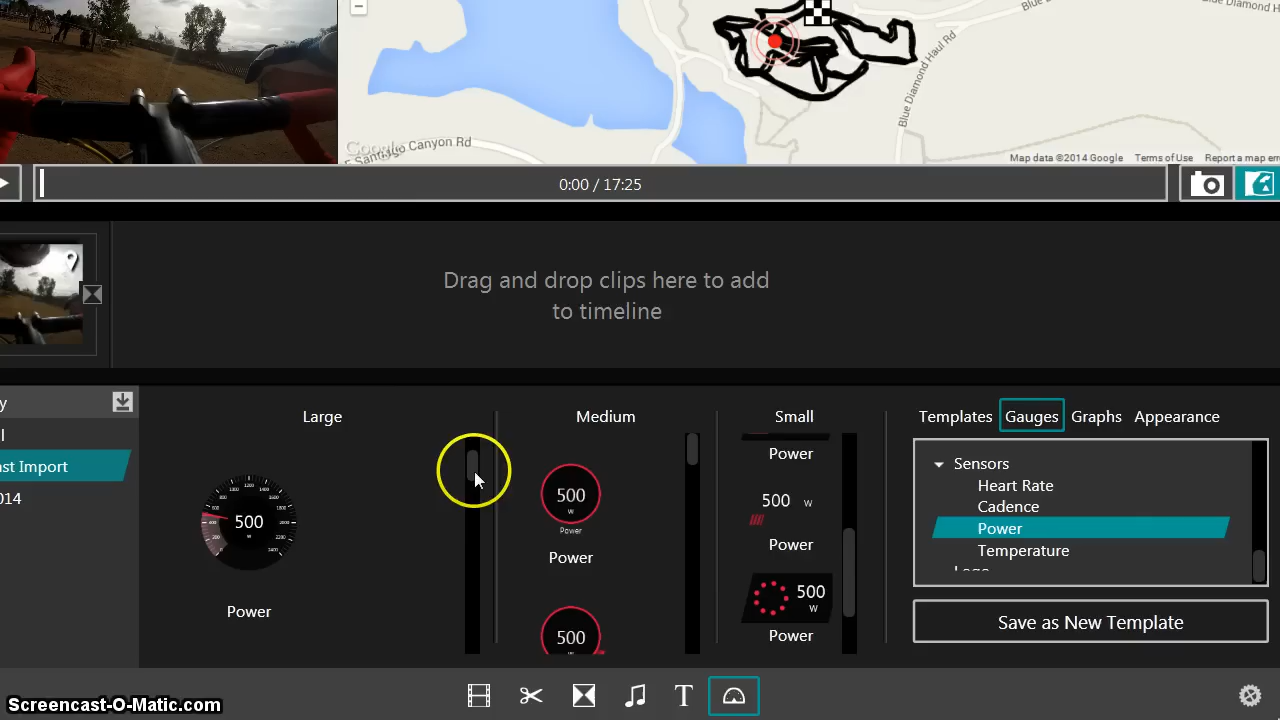 Blue Diamond Haul Rd
E Santiago Canyon Rd
Google
Map data ©2014 Google Terms of Use Report a map
0:00 / 17:25
Drag and drop clips here to add
to timeline
ast Import
014
Large
Medium
Small
Templates Gauges Graphs Appearance
500
w
Power
500
w
Power
Power
500
Power
500 w
Power
500
W
Power
Sensors
Heart Rate
Cadence
Power
Temperature
Save as New Template
T
Screencast-O-Matic.com